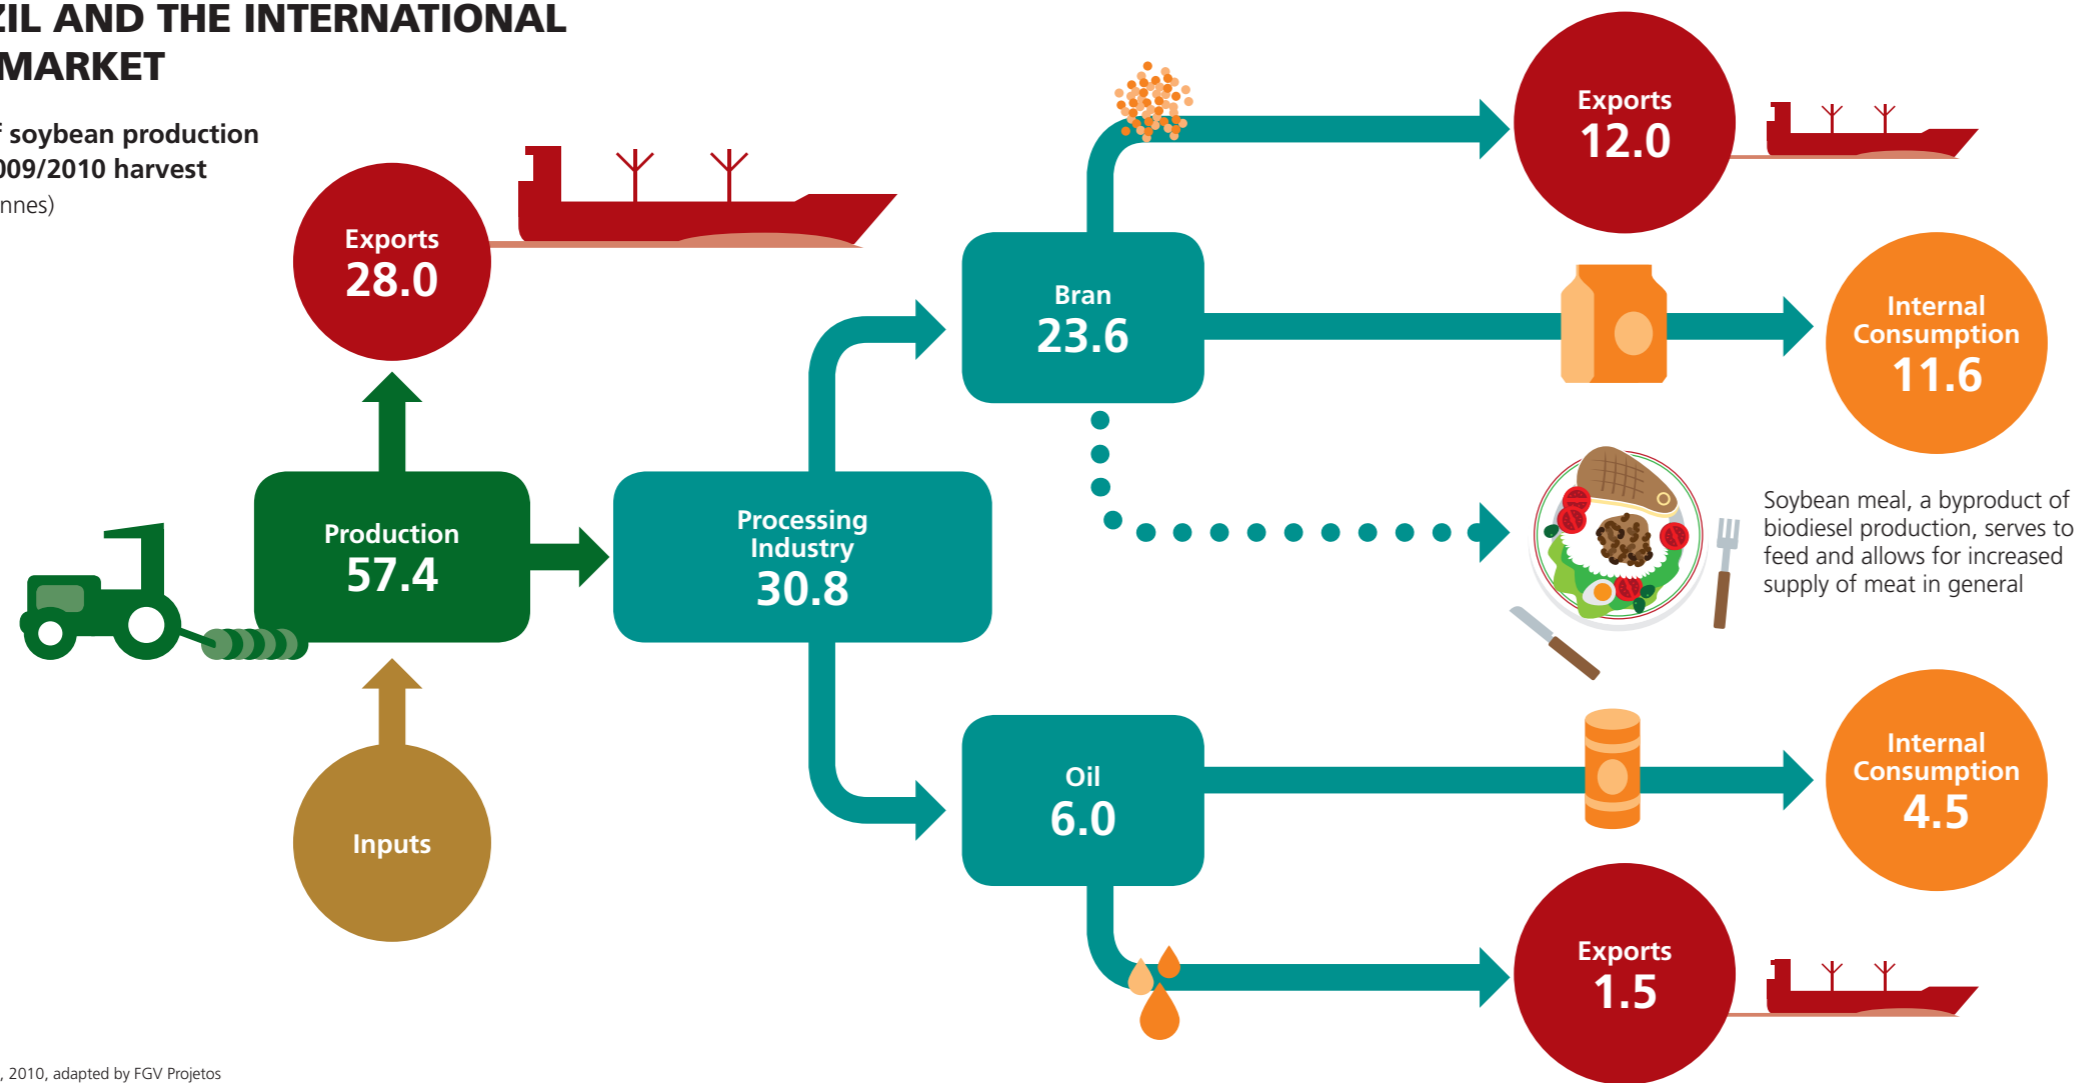 ZIL AND THE INTERNATIONAL
MARKET
soybean production
009/2010 harvest
nnes)
Exports
28.0
Production
57.4
Inputs
Processing
Industry
30.8
Bran
23.6
Oil
6.0
Exports
12.0
Internal
Consumption
11.6
Soybean meal, a byproduct of
biodiesel production, serves to
feed and allows for increased
supply of meat in general
Internal
Consumption
4.5
Exports
1.5
, 2010, adapted by FGV Projetos